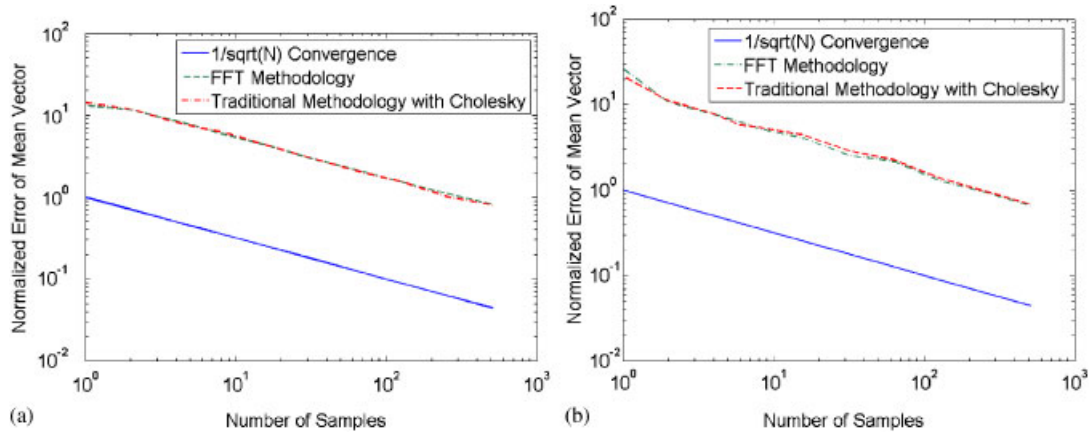 10^2
10^1
10^0
10^-1
10^-2
Normalized Error of Mean Vector
1/sqrt(N) Convergence
FFT Methodology
Traditional Methodology with Cholesky
10^0
10^1
10^2
10^3
Number of Samples
(a)
10^2
10^1
10^0
10^-1
10^-2
Normalized Error of Mean Vector
1/sqrt(N) Convergence
FFT Methodology
Traditional Methodology with Cholesky
10^0
10^1
10^2
10^3
Number of Samples
(b)